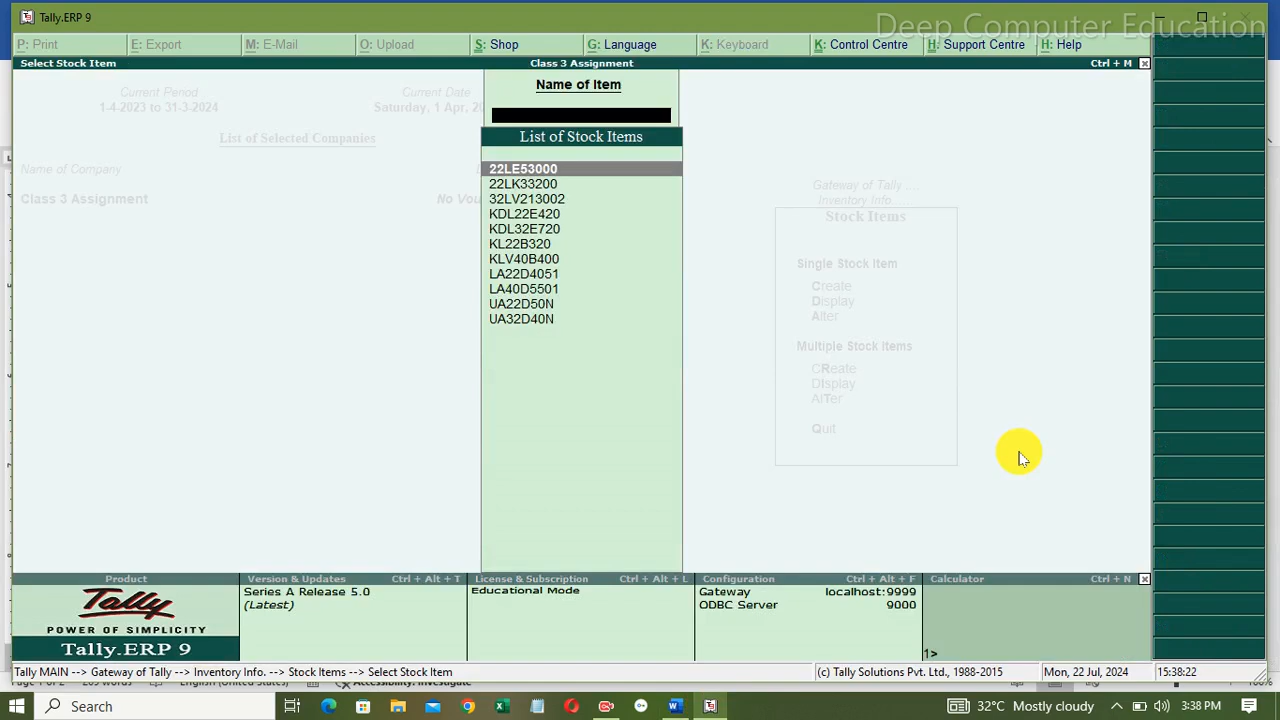 Tally.ERP 9
Deep Computer Education
P: Print
E: Export
M: E-Mail
O: Upload
S: Shop
G: Language
K: Keyboard
K: Control Centre
H: Support Centre
H: Help
Select Stock Item
Class 3 Assignment
Ctrl + M
Current Period
1-4-2023 to 31-3-2024
Current Date
Saturday, 1 Apr, 20
List of Selected Companies
Name of Company
Class 3 Assignment
No Vou
Name of Item
List of Stock Items
22LE53000
22LK33200
32LV213002
KDL22E420
KDL32E720
KL22B320
KLV40B400
LA22D4051
LA40D5501
UA22D50N
UA32D40N
Gateway of Tally ....
Inventory Info.
Stock Items
Single Stock Item
Create
Display
Alter
Multiple Stock Items
CReate
DIsplay
AlTer
Quit
Product
Tally
POWER OF SIMPLICITY
Tally.ERP 9
Version & Updates Ctrl + Alt + T
Series A Release 5.0
(Latest)
License & Subscription Ctrl + Alt + L
Educational Mode
Configuration Ctrl + Alt + F
Gateway localhost:9999
ODBC Server 9000
Calculator Ctrl + N
1>
Tally MAIN --> Gateway of Tally --> Inventory Info. --> Stock Items --> Select Stock Item
(c) Tally Solutions Pvt. Ltd., 1988-2015
Mon, 22 Jul, 2024
15:38:22
Search
32°C Mostly cloudy
3:38 PM